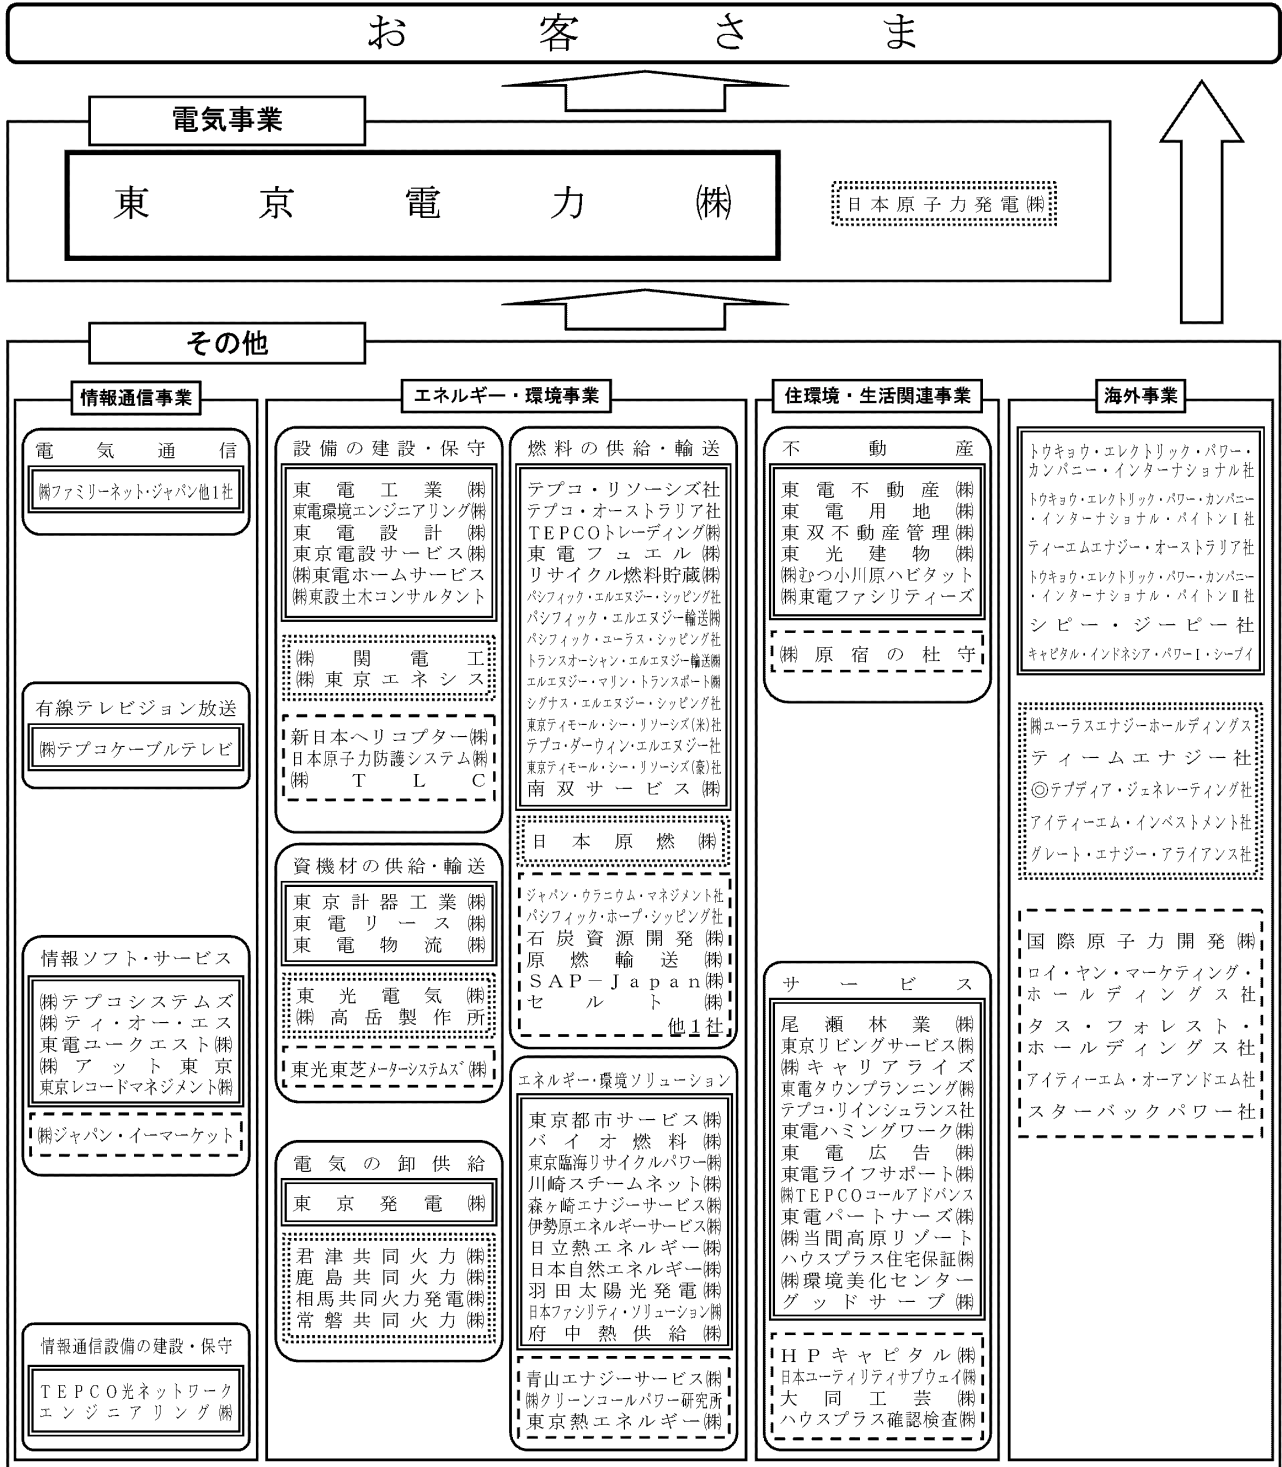 お客さま
電気事業
東京電力㈱
日本原子力発電㈱
その他
情報通信事業
電気通信
㈱ファミリーネット・ジャパン他1社
有線テレビジョン放送
㈱テプコケーブルテレビ
情報ソフト・サービス
㈱テプコシステムズ
㈱ティ・オー・エス
東電ユークエスト㈱
㈱アット東京
東京レコードマネジメント㈱
㈱ジャパン・イーマーケット
情報通信設備の建設・保守
TEPCO光ネットワーク
エンジニアリング㈱
エネルギー・環境事業
設備の建設・保守
東電工業㈱
東電環境エンジニアリング㈱
東電設計㈱
東京電設サービス㈱
㈱東電ホームサービス
㈱東設土木コンサルタント
㈱関電工
㈱東京エネシス
新日本ヘリコプター㈱
日本原子力防護システム㈱
㈱TLC
資機材の供給・輸送
東京計器工業㈱
東電リース㈱
東電物流㈱
東光電気㈱
㈱高岳製作所
東光東芝メーターシステムズ㈱
電気の卸供給
東京発電㈱
君津共同火力㈱
鹿島共同火力㈱
相馬共同火力発電㈱
常磐共同火力㈱
燃料の供給・輸送
テプコ・リソーシズ社
テプコ・オーストラリア社
TEPCOトレーディング㈱
東電フュエル㈱
リサイクル燃料貯蔵㈱
パシフィック・エルエヌジー・シッピング社
パシフィック・エルエヌジー輸送㈱
パシフィック・ユーラス・シッピング社
トランスオーシャン・エルエヌジー輸送㈱
エルエヌジー・マリン・トランスポート㈱
シグナス・エルエヌジー・シッピング社
東京ティモール・シー・リソーシズ(米)社
テプコ・ダーウィン・エルエヌジー社
東京ティモール・シー・リソーシズ(豪)社
南双サービス㈱
日本原燃㈱
ジャパン・ウラニウム・マネジメント社
パシフィック・ホープ・シッピング社
石炭資源開発㈱
原燃輸送㈱
SAP－Japan㈱
セルト㈱
他1社
エネルギー・環境ソリューション
東京都市サービス㈱
バイオ燃料㈱
東京臨海リサイクルパワー㈱
川崎スチームネット㈱
森ヶ崎エナジーサービス㈱
伊勢原エネルギーサービス㈱
日立熱エネルギー㈱
日本自然エネルギー㈱
羽田太陽光発電㈱
日本ファシリティ・ソリューション㈱
府中熱供給㈱
青山エナジーサービス㈱
㈱クリーンコールパワー研究所
東京熱エネルギー㈱
住環境・生活関連事業
不動産
東電不動産㈱
東電用地㈱
東双不動産管理㈱
東光建物㈱
㈱むつ小川原ハビタット
㈱東電ファシリティーズ
㈱原宿の杜守
サービス
尾瀬林業㈱
東京リビングサービス㈱
㈱キャリアライズ
東電タウンプランニング㈱
テプコ・リインシュランス社
東電ハミングワーク㈱
東電広告㈱
東電ライフサポート㈱
㈱TEPCOコールアドバンス
東電パートナーズ㈱
㈱当間高原リゾート
ハウスプラス住宅保証㈱
㈱環境美化センター
グッドサーブ㈱
HPキャピタル㈱
日本ユーティリティサブウェイ㈱
大同工芸㈱
ハウスプラス確認検査㈱
海外事業
トウキョウ・エレクトリック・パワー・
カンパニー・インターナショナル社
トウキョウ・エレクトリック・パワー・カンパニー
・インターナショナル・パイトンⅠ社
ティーエムエナジー・オーストラリア社
トウキョウ・エレクトリック・パワー・カンパニー
・インターナショナル・パイトンⅡ社
シピー・ジーピー社
キャピタル・インドネシア・パワーⅠ・シーブイ
㈱ユーラスエナジーホールディングス
ティームエナジー社
◎テプディア・ジェネレーティング社
アイティーエム・インベストメント社
グレート・エナジー・アライアンス社
国際原子力開発㈱
ロイ・ヤン・マーケティング・
ホールディングス社
タス・フォレスト・
ホールディングス社
アイティーエム・オーアンドエム社
スターバックパワー社